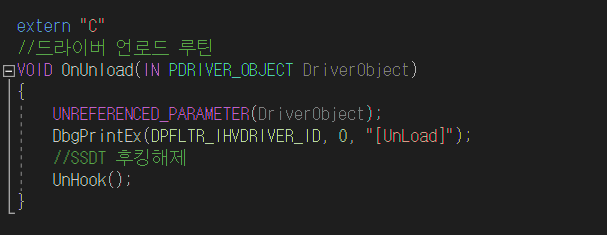 extern "C"
//드라이버 언로드 루틴
VOID OnUnload(IN PDRIVER_OBJECT DriverObject)
{
UNREFERENCED_PARAMETER(DriverObject);
DbgPrintEx(DPFLTR_IHVDRIVER_ID, 0, "[UnLoad]");
//SSDT 후킹해제
UnHook();
}